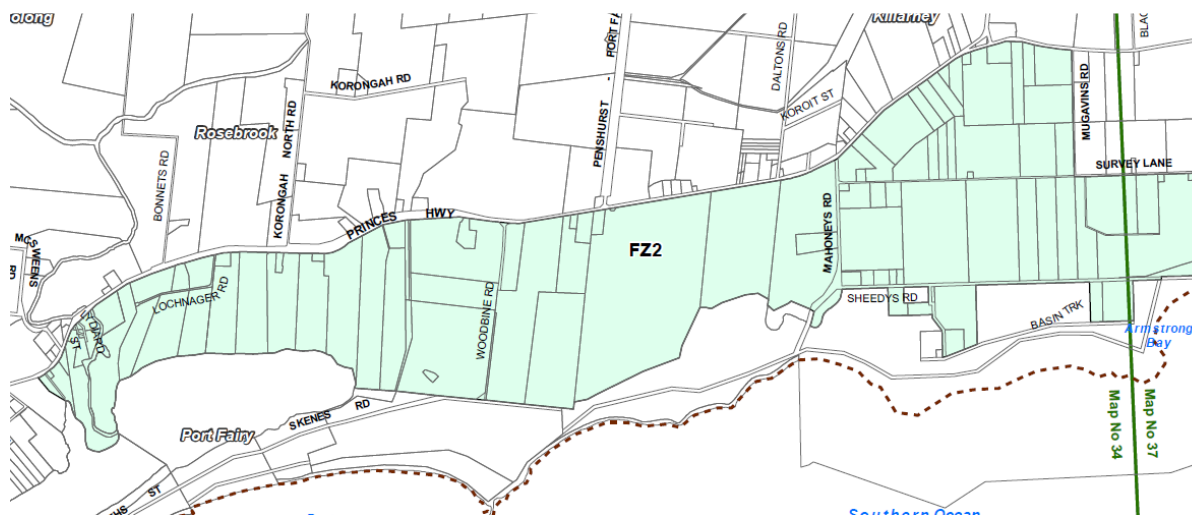 Killarney
KORONGAH RD
DALTONS RD
KOROIT ST
Rosebrook
NORTH RD
KORONGAH
BONNETS RD
PENSHURST
MUGAVINS RD
SURVEY LANE
PRINCES
HWY
MAHONEYS RD
FZ2
LOCHNAGER RD
WOODBINE RD
SHEEDYS RD
BASIN TRK
Armstrong
Bay
ST
SKENES RD
Port Fairy
ST
Map No 34
Map No 37
Southern Ocean